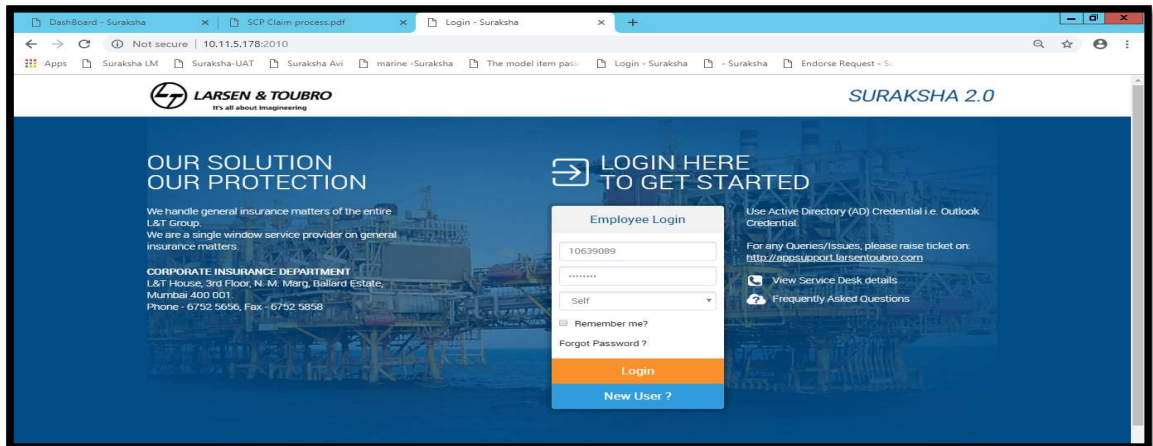 DashBoard - Suraksha
SCP Claim process.pdf
Login - Suraksha
Not secure | 10.11.5.178:2010
Apps
Suraksha LM
Suraksha-UAT
Suraksha Avi
marine -Suraksha
The model item pass
Login - Suraksha
- Suraksha
Endorse Request - Su
LARSEN & TOUBRO
It's all about Imagineering
SURAKSHA 2.0
OUR SOLUTION
OUR PROTECTION
We handle general insurance matters of the entire
L&T Group.
We are a single window service provider on general
insurance matters.
CORPORATE INSURANCE DEPARTMENT
L&T House, 3rd Floor, N. M. Marg, Ballard Estate,
Mumbai 400 001.
Phone - 6752 5656, Fax - 6752 5858
LOGIN HERE
TO GET STARTED
Employee Login
10639089
········
Self
Remember me?
Forgot Password ?
Login
New User ?
Use Active Directory (AD) Credential i.e. Outlook
Credential.
For any Queries/Issues, please raise ticket on:
http://appsupport.larsentoubro.com
View Service Desk details
Frequently Asked Questions